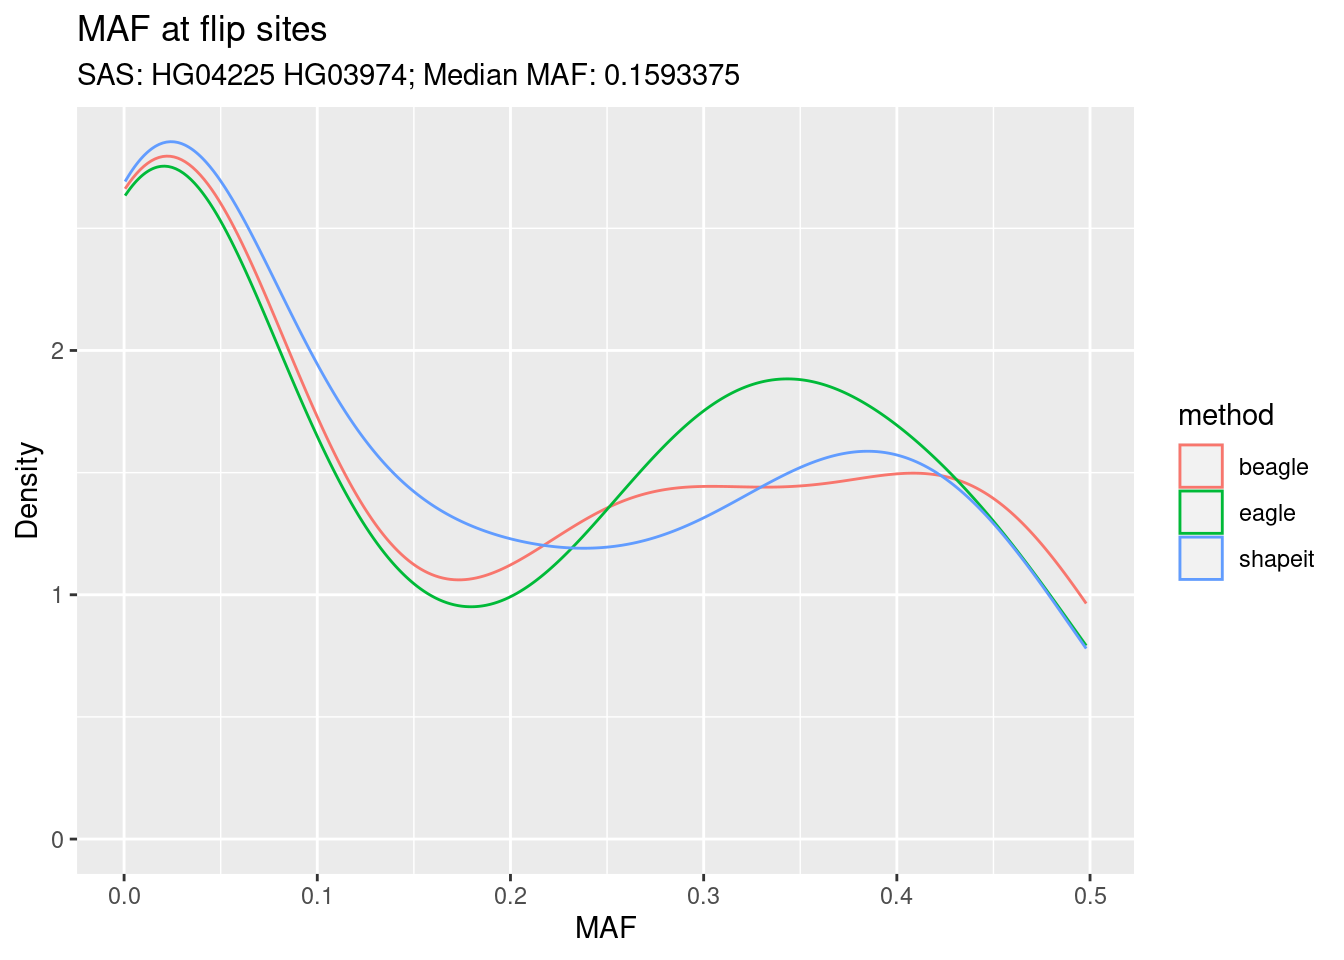 MAF at flip sites
SAS: HG04225 HG03974; Median MAF: 0.1593375
Density
2
1
0
0.0 0.1 0.2 0.3 0.4 0.5
MAF
method
beagle
eagle
shapeit